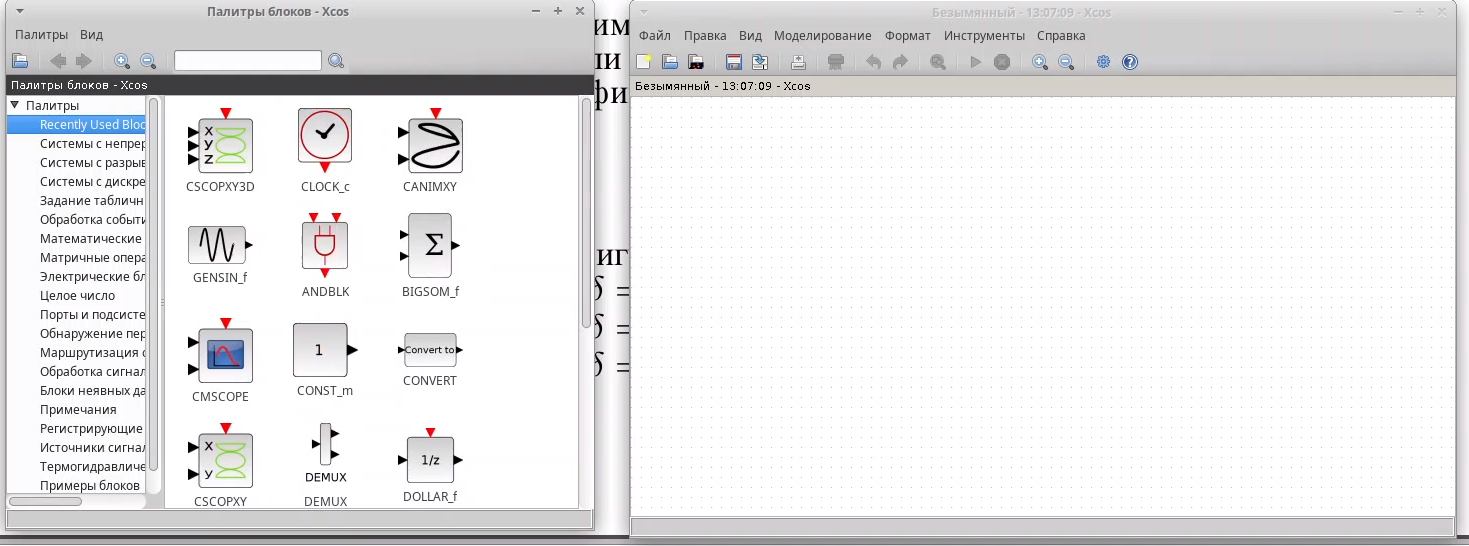 Палитры блоков - Xcos
Палитры Вид
Палитры блоков - Xcos
Палитры
Recently Used Bloc
Системы с непрер
Системы с разрыв
Системы с дискре
Задание табличн
Обработка событи
Математические
Матричные опера
Электрические бл
Целое число
Порты и подсисте
Обнаружение пер
Маршрутизация с
Обработка сигнал
Блоки неявных да
Примечания
Регистрирующие
Источники сигнал
Термогидравличе
Примеры блоков
X
y
Z
CSCOPXY3D
CLOCK_c
CANIMXY
GENSIN_f
ANDBLK
Σ
BIGSOM_f
CMSCOPE
1
CONST_m
Convert to
CONVERT
X
y
CSCOPXY
DEMUX
DEMUX
1/z
DOLLAR_f
им
ли
фи
иг
б =
б =
б =
Безымянный - 13:07:09 - Xcos
Файл Правка Вид Моделирование Формат Инструменты Справка
Безымянный - 13:07:09 - Xcos